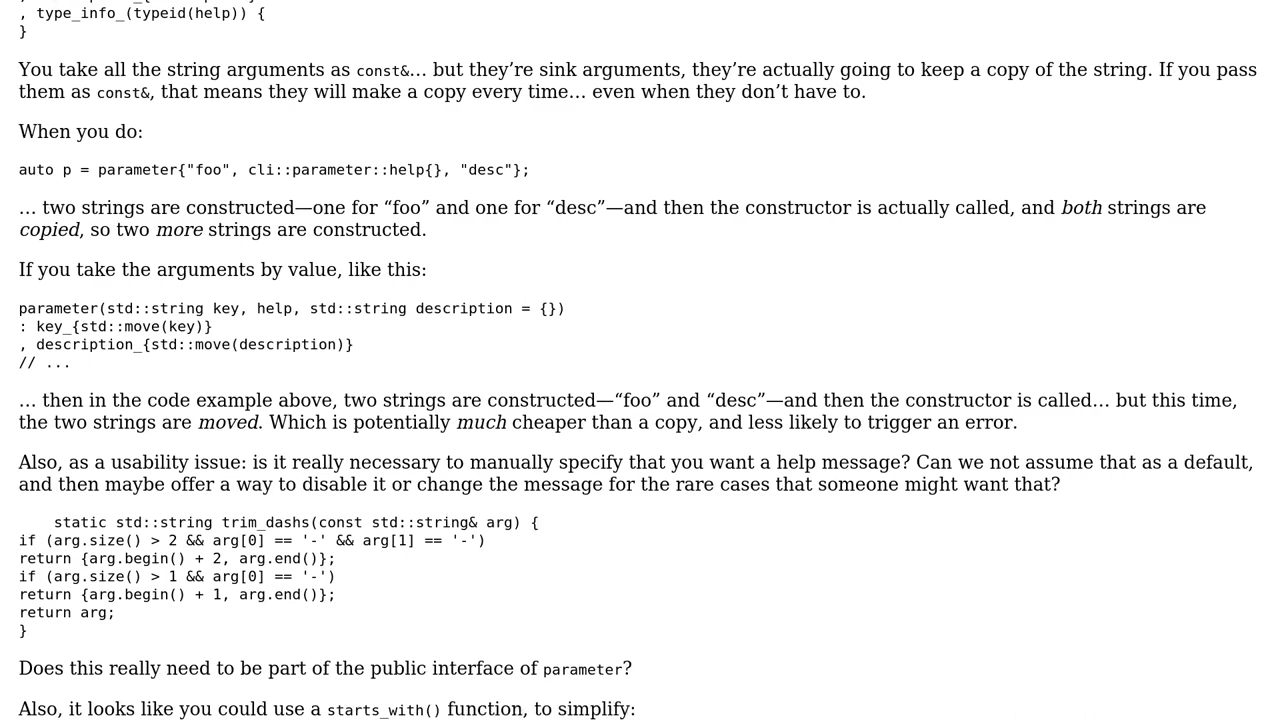 , type_info_(typeid(help)) {
}
You take all the string arguments as const&… but they’re sink arguments, they’re actually going to keep a copy of the string. If you pass
them as const&, that means they will make a copy every time… even when they don’t have to.
When you do:
auto p = parameter{"foo", cli::parameter::help{}, "desc"};
… two strings are constructed—one for “foo” and one for “desc”—and then the constructor is actually called, and both strings are
copied, so two more strings are constructed.
If you take the arguments by value, like this:
parameter(std::string key, help, std::string description = {})
: key_{std::move(key)}
, description_{std::move(description)}
// ...
… then in the code example above, two strings are constructed—“foo” and “desc”—and then the constructor is called… but this time,
the two strings are moved. Which is potentially much cheaper than a copy, and less likely to trigger an error.
Also, as a usability issue: is it really necessary to manually specify that you want a help message? Can we not assume that as a default,
and then maybe offer a way to disable it or change the message for the rare cases that someone might want that?
    static std::string trim_dashs(const std::string& arg) {
if (arg.size() > 2 && arg[0] == '-' && arg[1] == '-')
return {arg.begin() + 2, arg.end()};
if (arg.size() > 1 && arg[0] == '-')
return {arg.begin() + 1, arg.end()};
return arg;
}
Does this really need to be part of the public interface of parameter?
Also, it looks like you could use a starts_with() function, to simplify: